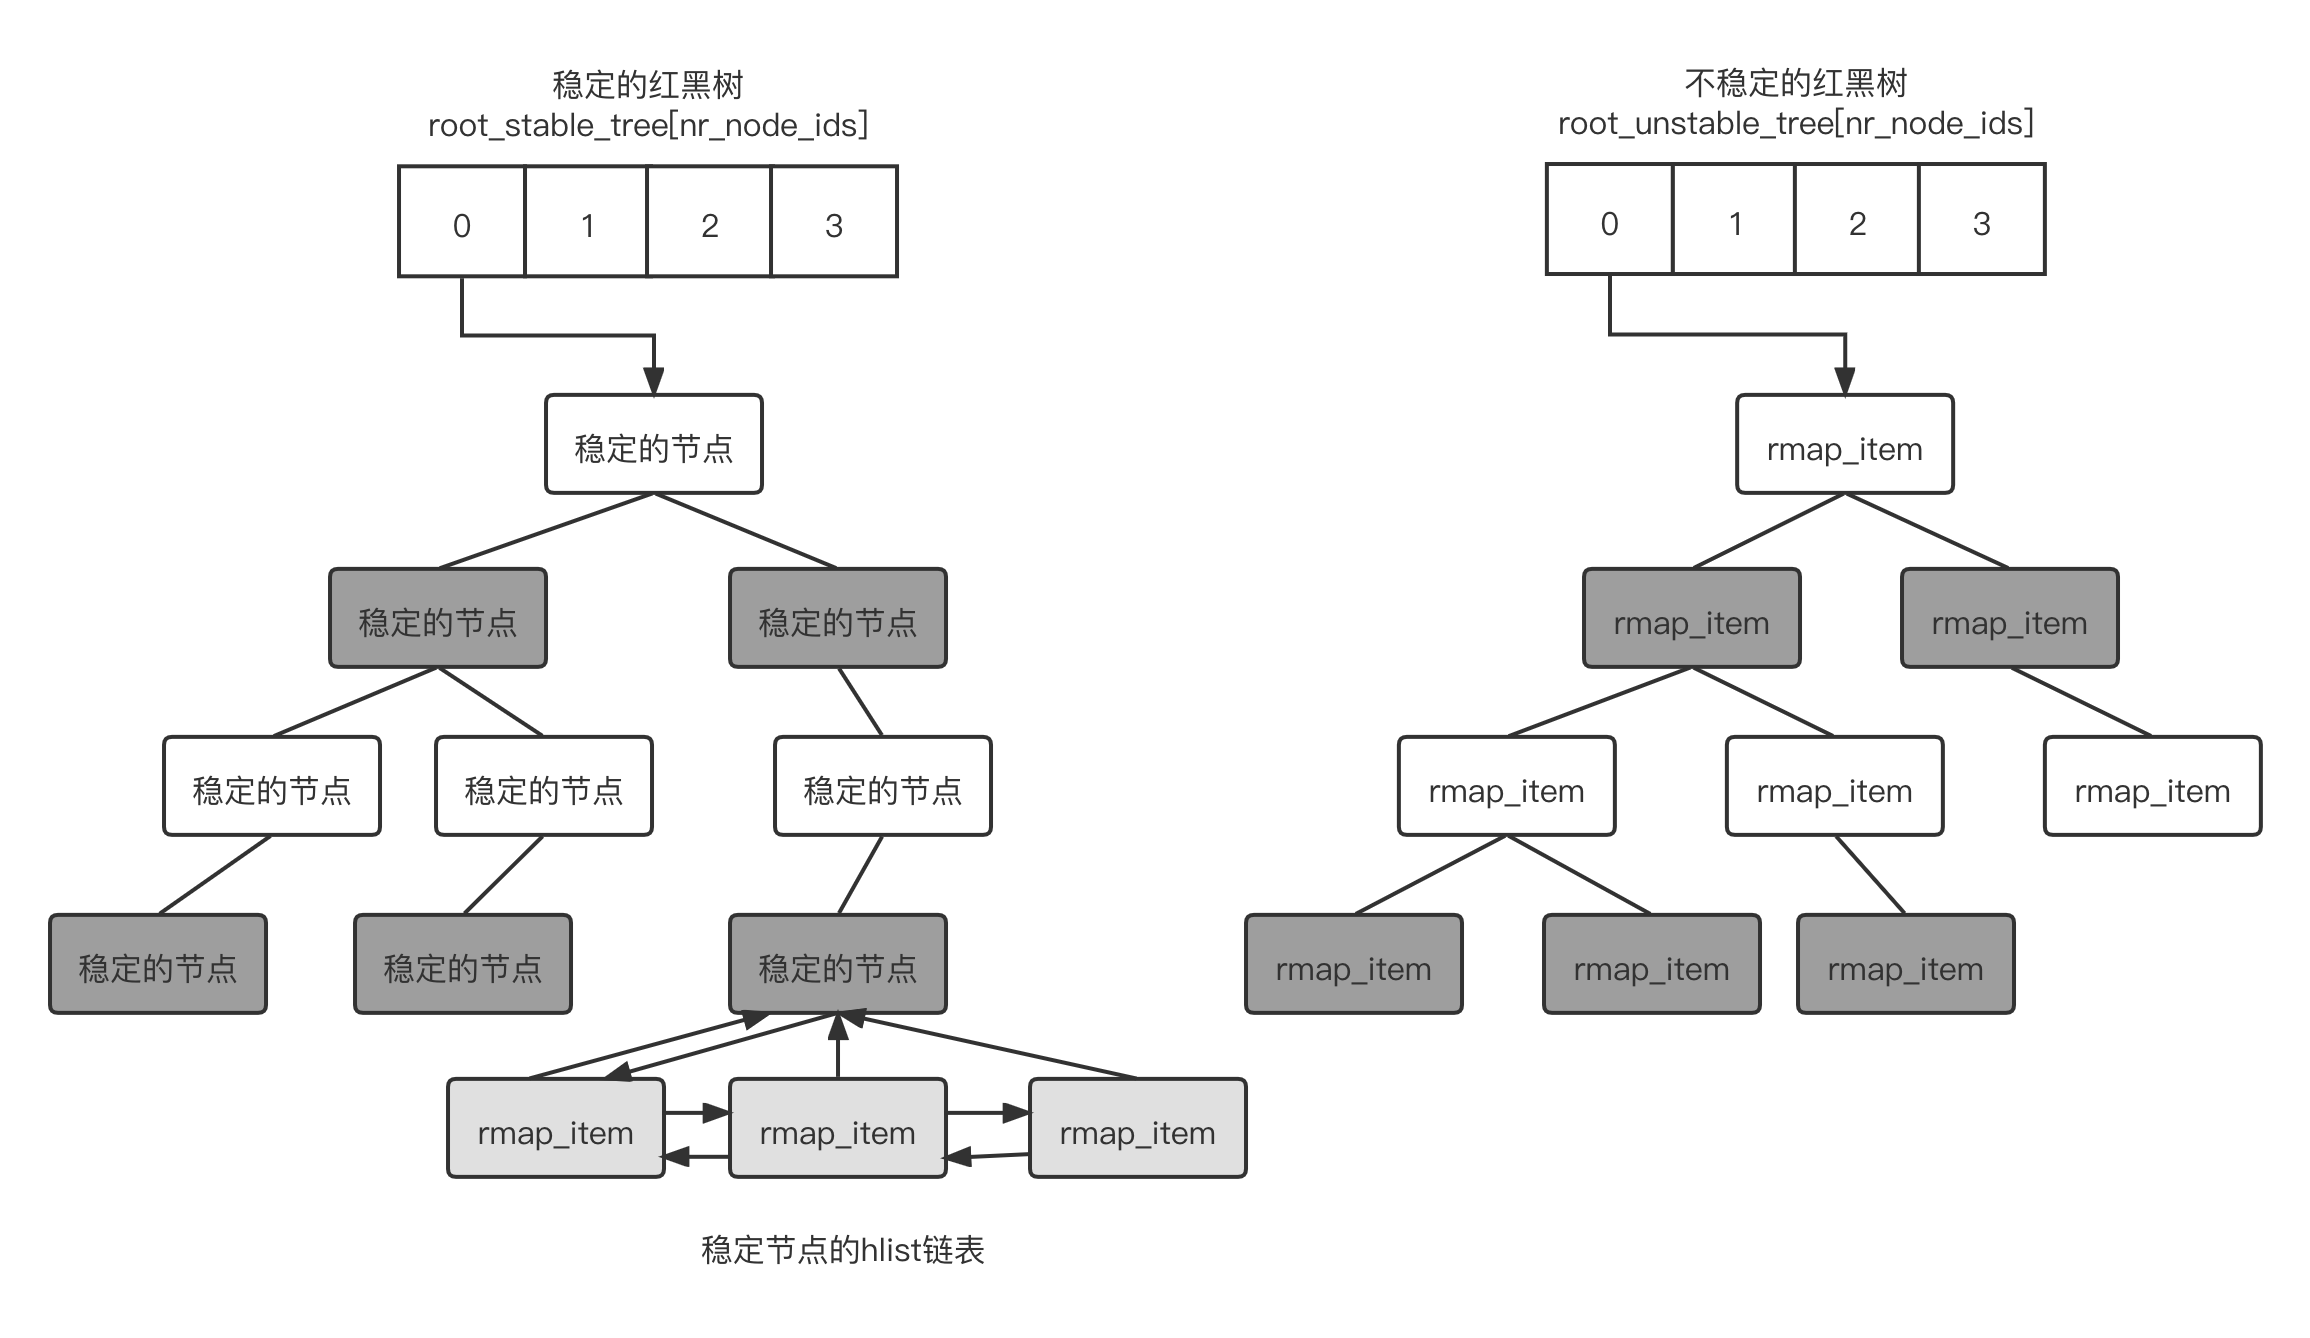 稳定的红黑树
root_stable_tree[nr_node_ids]
0 1 2 3
稳定的节点
稳定的节点 稳定的节点
稳定的节点 稳定的节点 稳定的节点
稳定的节点 稳定的节点 稳定的节点
rmap_item rmap_item rmap_item
稳定节点的hlist链表
不稳定的红黑树
root_unstable_tree[nr_node_ids]
0 1 2 3
rmap_item
rmap_item rmap_item
rmap_item rmap_item rmap_item
rmap_item rmap_item rmap_item